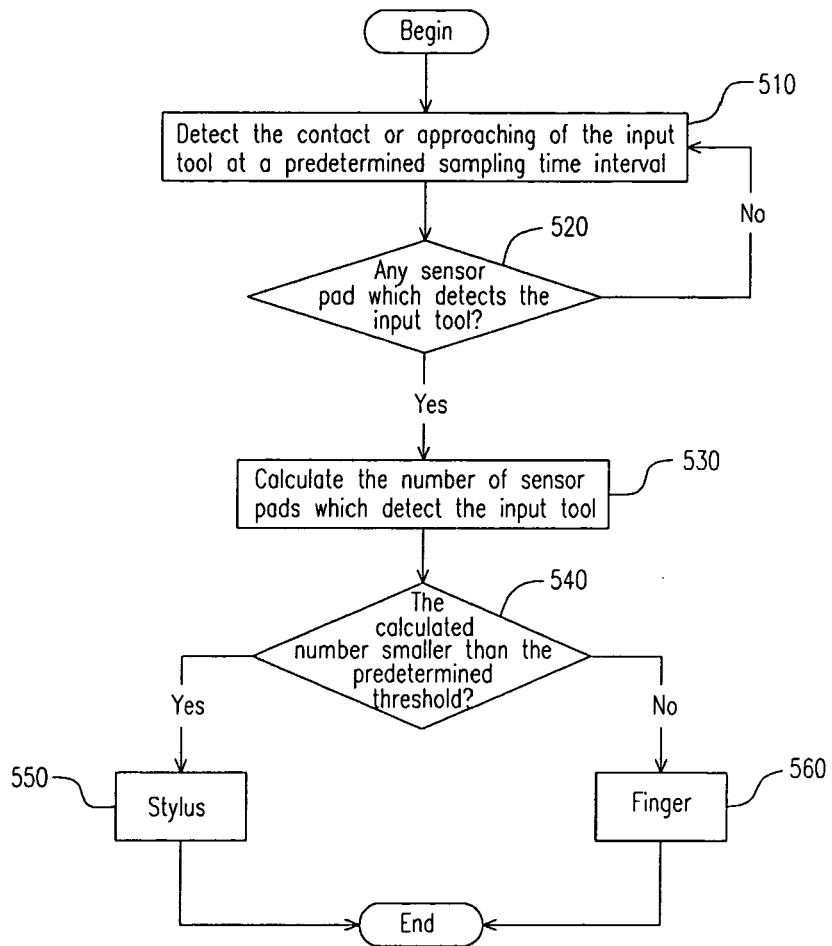 Begin
510
Detect the contact or approaching of the input
tool at a predetermined sampling time interval
No
520
Any sensor
pad which detects the
input tool?
Yes
530
Calculate the number of sensor
pads which detect the input tool
540
The
calculated
number smaller than the
predetermined
threshold?
Yes
No
550
Stylus
560
Finger
End